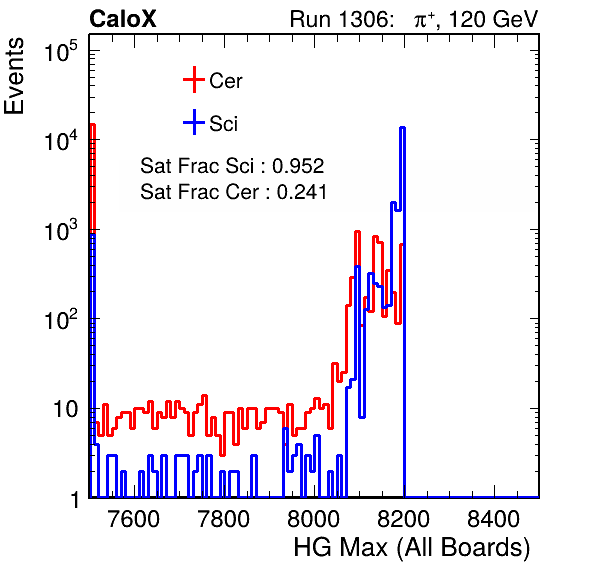 CaloX
Run 1306: π⁺, 120 GeV
Events
Cer
Sci
Sat Frac Sci : 0.952
Sat Frac Cer : 0.241
10⁵
10⁴
10³
10²
10
1
7600 7800 8000 8200 8400
HG Max (All Boards)